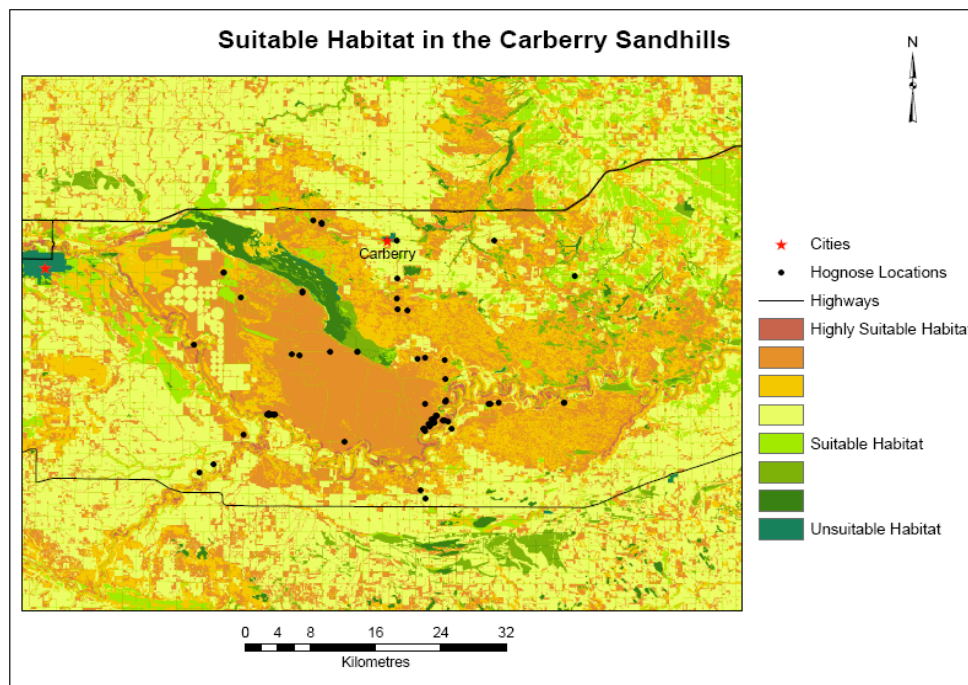 Suitable Habitat in the Carberry Sandhills
N
Carberry
Cities
Hognose Locations
Highways
Highly Suitable Habitat
Suitable Habitat
Unsuitable Habitat
0 4 8 16 24 32
Kilometres